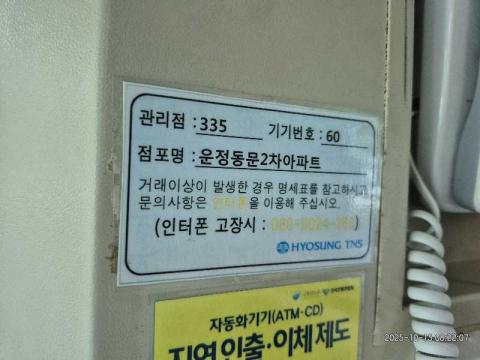 관리점 : 335 기기번호 : 60
점포명 : 운정동문2차아파트
거래이상이 발생한 경우 명세표를 참고하시고
문의사항은 인터폰을 이용해 주십시오.
(인터폰 고장시 : )
HYOSUNG TNS
자동화기기(ATM·CD)
지연인출·이체제도